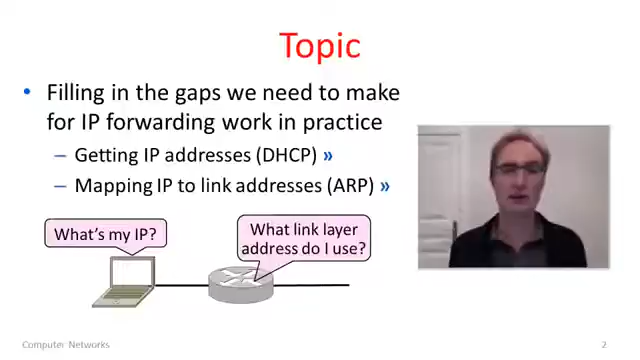 Topic
• Filling in the gaps we need to make
for IP forwarding work in practice
– Getting IP addresses (DHCP) »
– Mapping IP to link addresses (ARP) »
What's my IP?
What link layer
address do I use?
Computer Networks
2